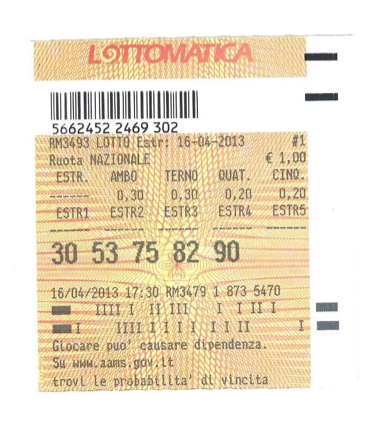 LOTTOMATICA
5662452 2469 302
RM3493 LOTTO Estr: 16-04-2013 #1
Ruota NAZIONALE € 1,00
ESTR. AMBO TERNO QUAT. CINQ.
------ 0,30 0,30 0,20 0,20
ESTR1 ESTR2 ESTR3 ESTR4 ESTR5
------ ------ ------ ------ ------
30 53 75 82 90
16/04/2013 17:30 RM3479 1 873 5470
Giocare puo' causare dipendenza.
Su www.aams.gov.it
trovi le probabilita' di vincita